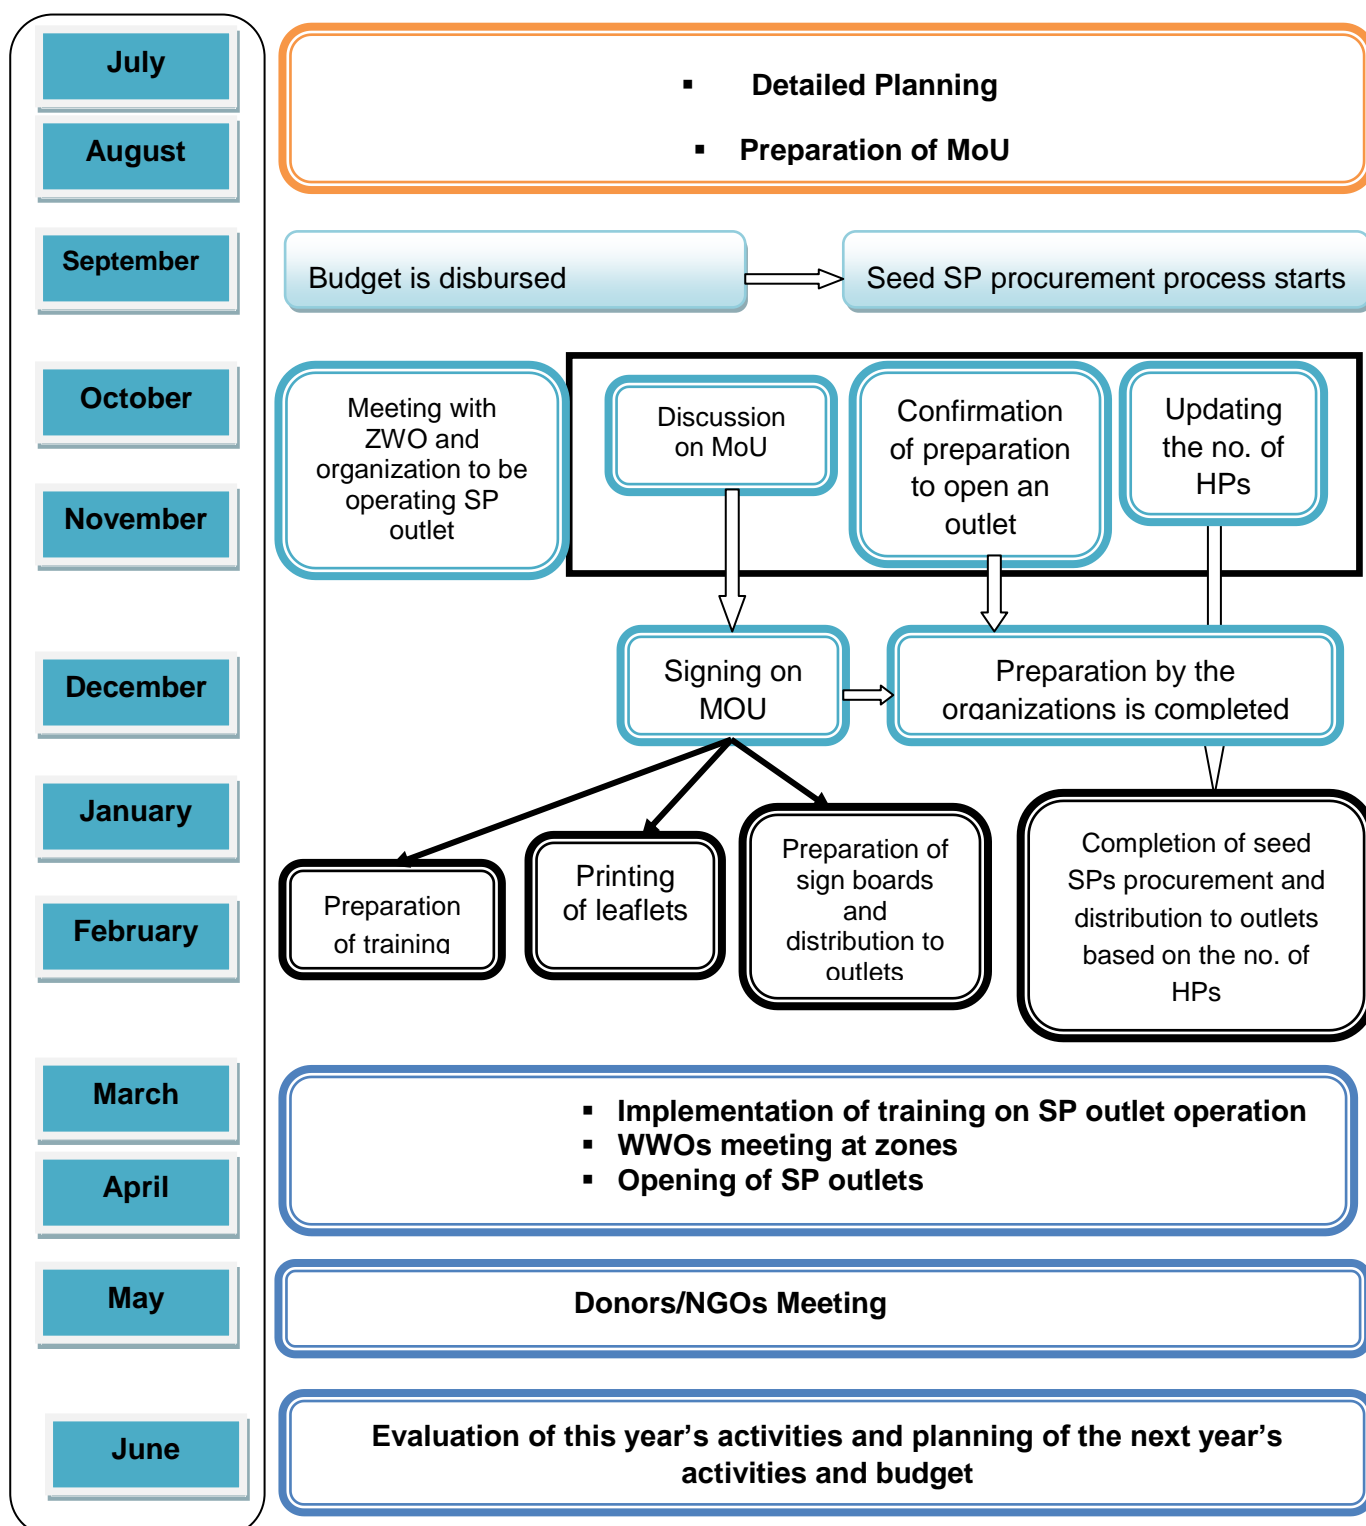 July
▪ Detailed Planning
August
▪ Preparation of MoU
September
Budget is disbursed
Seed SP procurement process starts
October
November
Meeting with
ZWO and
organization to be
operating SP
outlet
Discussion
on MoU
Confirmation
of preparation
to open an
outlet
Updating
the no. of
HPs
December
Signing on
MOU
Preparation by the
organizations is completed
January
February
Preparation
of training
Printing
of leaflets
Preparation of
sign boards
and
distribution to
outlets
Completion of seed
SPs procurement and
distribution to outlets
based on the no. of
HPs
March
April
▪ Implementation of training on SP outlet operation
▪ WWOs meeting at zones
▪ Opening of SP outlets
May
Donors/NGOs Meeting
June
Evaluation of this year’s activities and planning of the next year’s
activities and budget